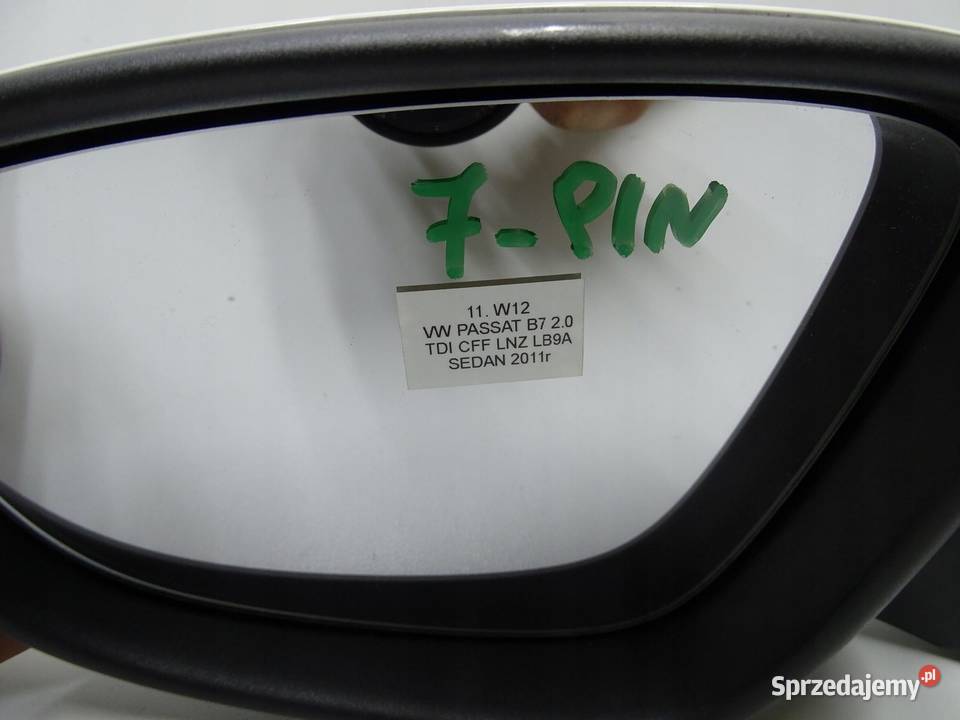 7-PIN
11. W12
VW PASSAT B7 2.0
TDI CFF LNZ LB9A
SEDAN 2011r
Sprzedajemy.pl